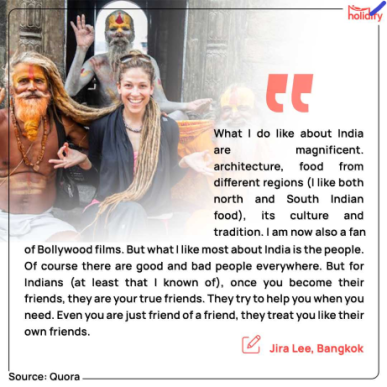 holidify
What I do like about India
are magnificent.
architecture, food from
different regions (I like both
north and South Indian
food), its culture and
tradition. I am now also a fan
of Bollywood films. But what I like most about India is the people.
Of course there are good and bad people everywhere. But for
Indians (at least that I known of), once you become their
friends, they are your true friends. They try to help you when you
need. Even you are just friend of a friend, they treat you like their
own friends.
Jira Lee, Bangkok
Source: Quora